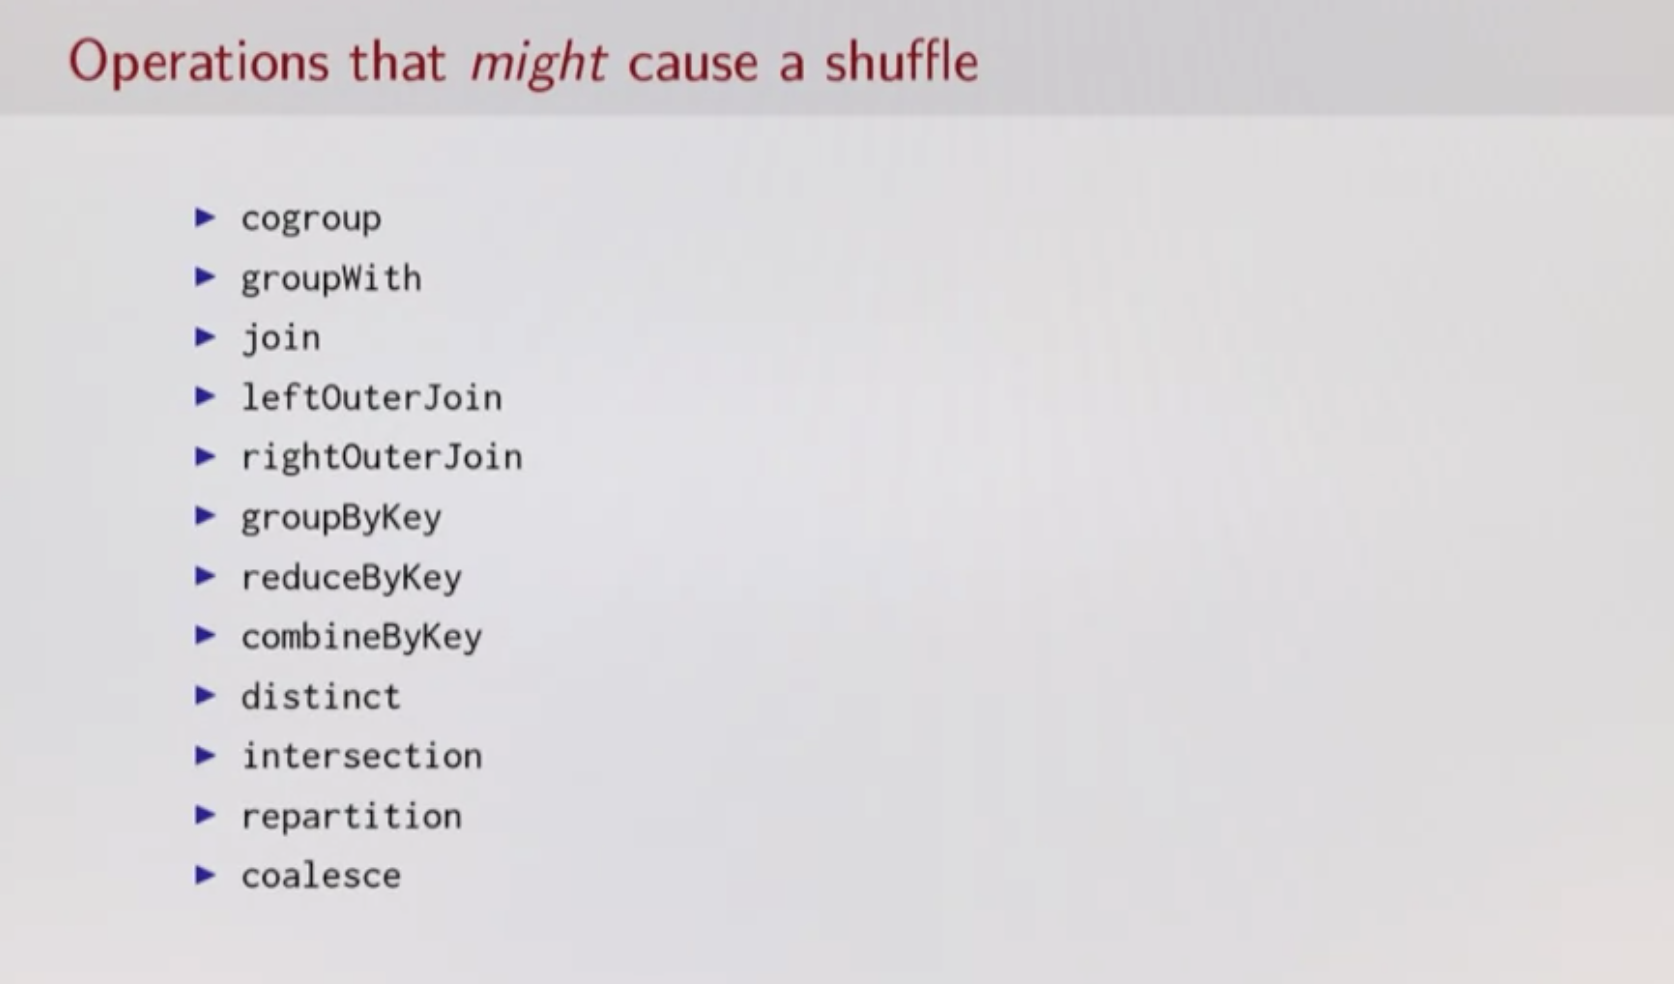 Operations that might cause a shuffle
cogroup
groupWith
join
leftOuterJoin
rightOuterJoin
groupByKey
reduceByKey
combineByKey
distinct
intersection
repartition
coalesce